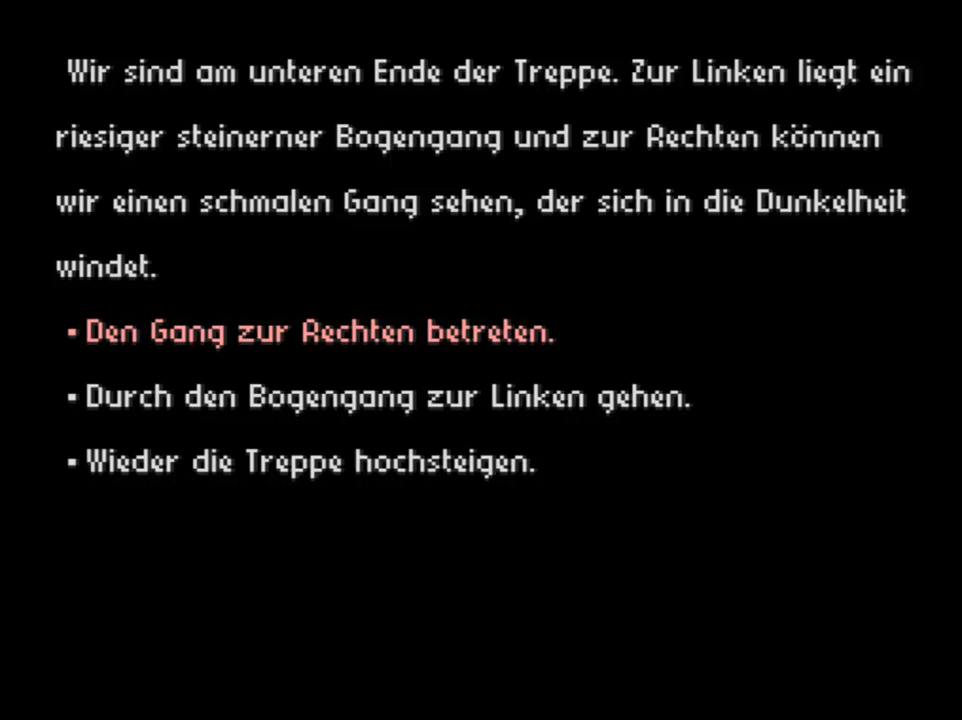 Wir sind am unteren Ende der Treppe. Zur Linken liegt ein
riesiger steinerner Bogengang und zur Rechten können
wir einen schmalen Gang sehen, der sich in die Dunkelheit
windet.
▪ Den Gang zur Rechten betreten.
▪ Durch den Bogengang zur Linken gehen.
▪ Wieder die Treppe hochsteigen.